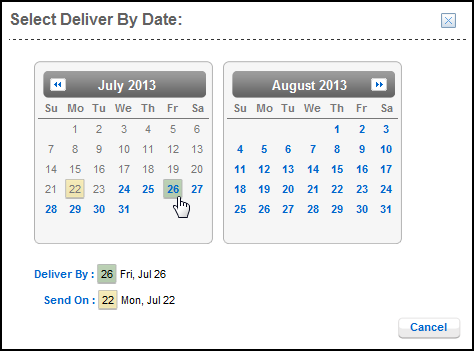 Select Deliver By Date:
July 2013
Su Mo Tu We Th Fr Sa
1 2 3 4 5 6
7 8 9 10 11 12 13
14 15 16 17 18 19 20
21 22 23 24 25 26 27
28 29 30 31
August 2013
Su Mo Tu We Th Fr Sa
1 2 3
4 5 6 7 8 9 10
11 12 13 14 15 16 17
18 19 20 21 22 23 24
25 26 27 28 29 30 31
Deliver By : 26 Fri, Jul 26
Send On : 22 Mon, Jul 22
Cancel